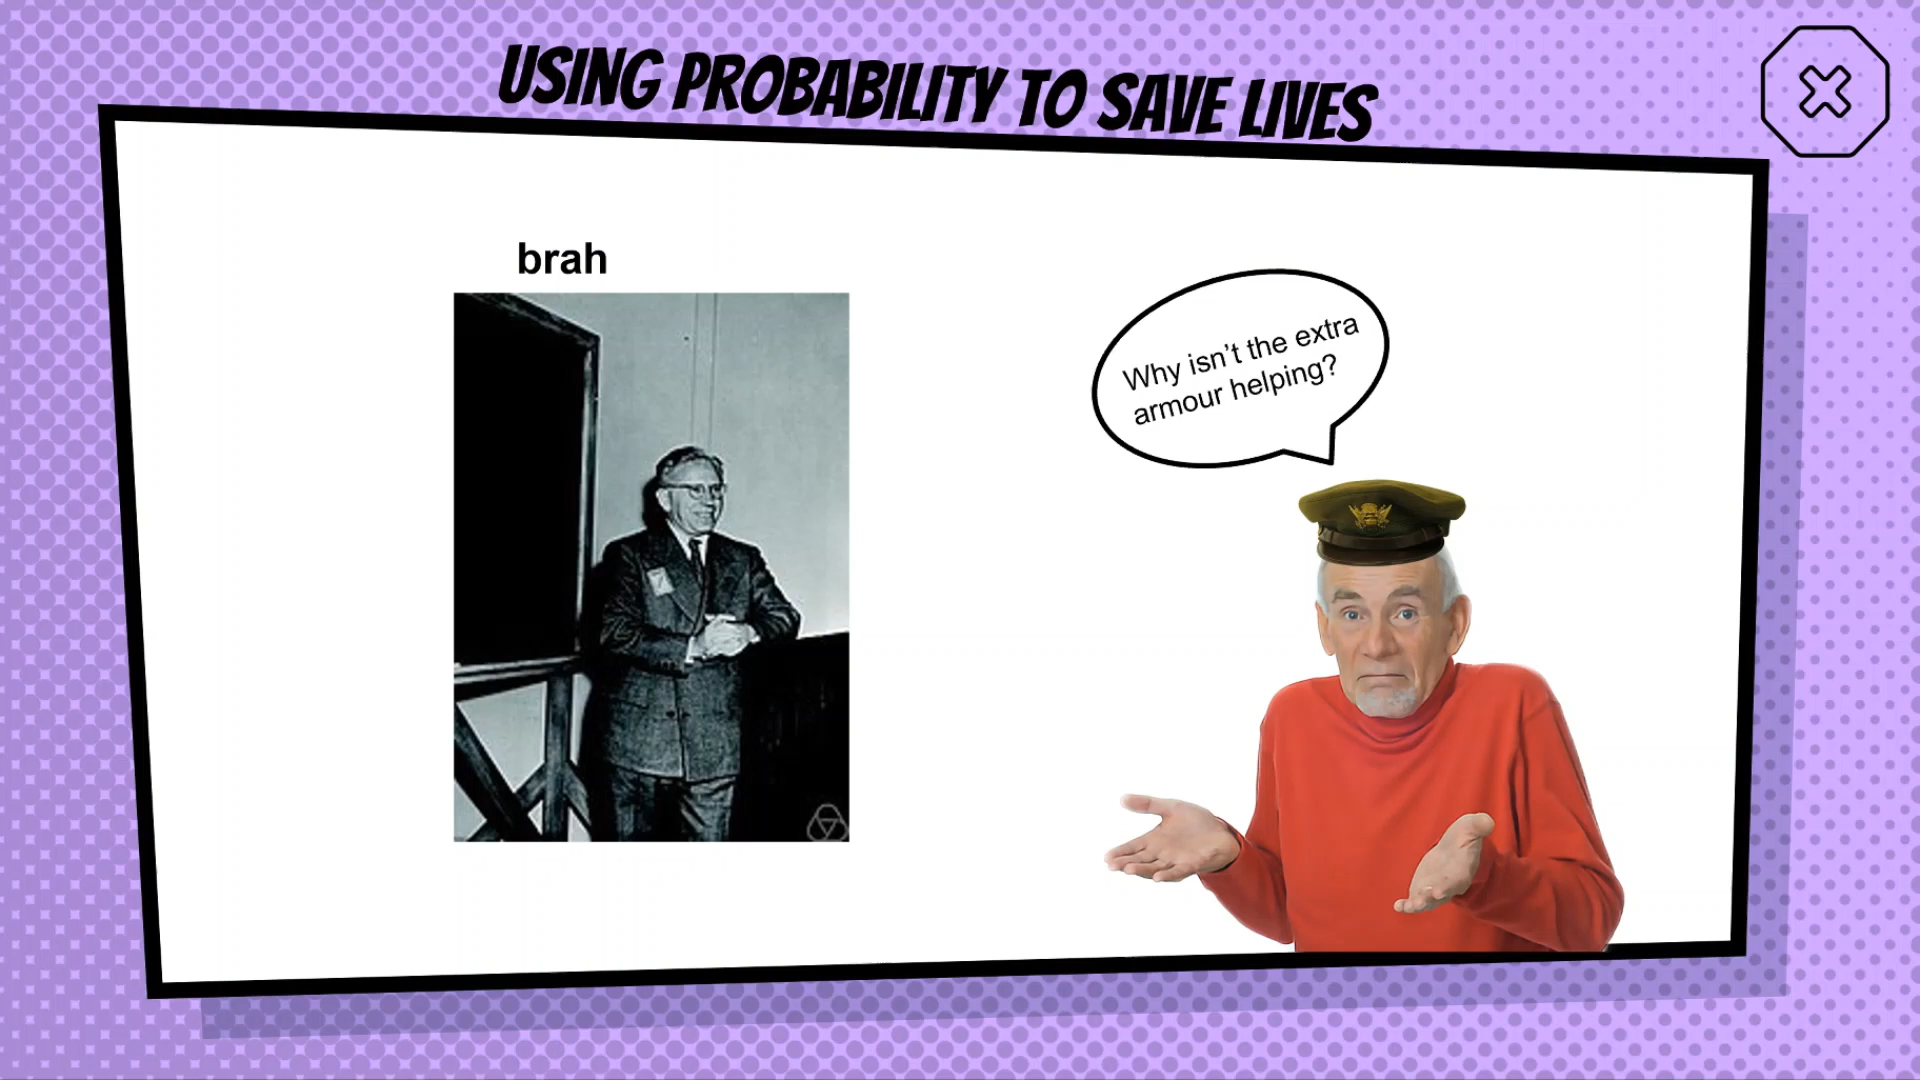 USING PROBABILITY TO SAVE LIVES
brah
Why isn’t the extra
armour helping?